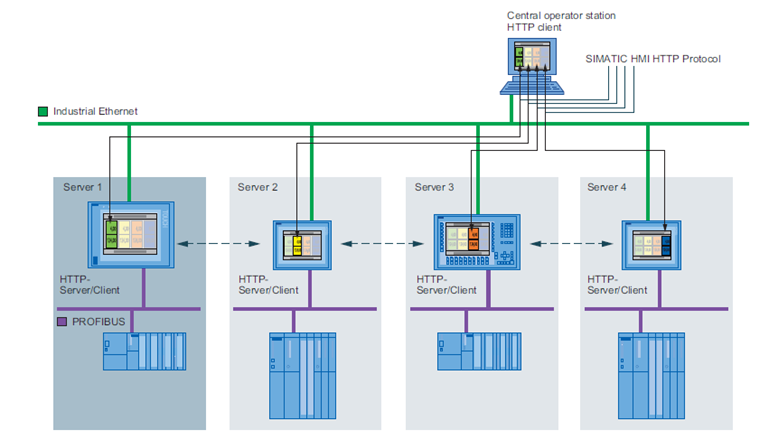 Central operator station
HTTP client
SIMATIC HMI HTTP Protocol
Industrial Ethernet
Server 1
Server 2
Server 3
Server 4
HTTP-
Server/Client
HTTP-
Server/Client
HTTP-
Server/Client
HTTP-
Server/Client
PROFIBUS